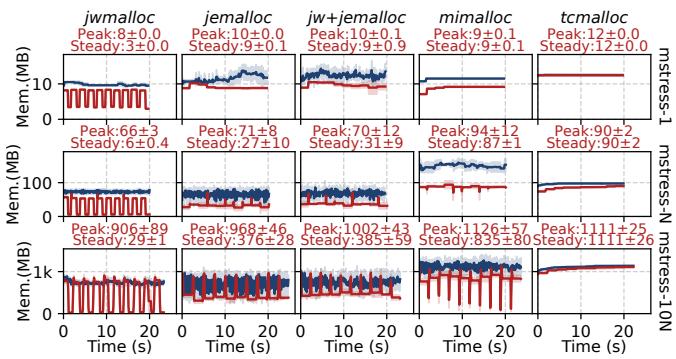 jwmalloc jemalloc jw+jemalloc mimalloc tcmalloc
Peak:8±0.0 Peak:10±0.0 Peak:10±0.1 Peak:9±0.1 Peak:12±0.0
Steady:3±0.0 Steady:9±0.1 Steady:9±0.9 Steady:9±0.1 Steady:12±0.0
Mem.(MB)
10
0
mstress-1
Peak:66±3 Peak:71±8 Peak:70±12 Peak:94±12 Peak:90±2
Steady:6±0.4 Steady:27±10 Steady:31±9 Steady:87±1 Steady:90±2
Mem.(MB)
100
0
mstress-N
Peak:906±89 Peak:968±46 Peak:1002±43 Peak:1126±57 Peak:1111±25
Steady:29±1 Steady:376±28 Steady:385±59 Steady:835±80 Steady:1111±26
Mem.(MB)
1k
0
mstress-10N
0 10 20 0 10 20 0 10 20 0 10 20 0 10 20
Time (s) Time (s) Time (s) Time (s) Time (s)